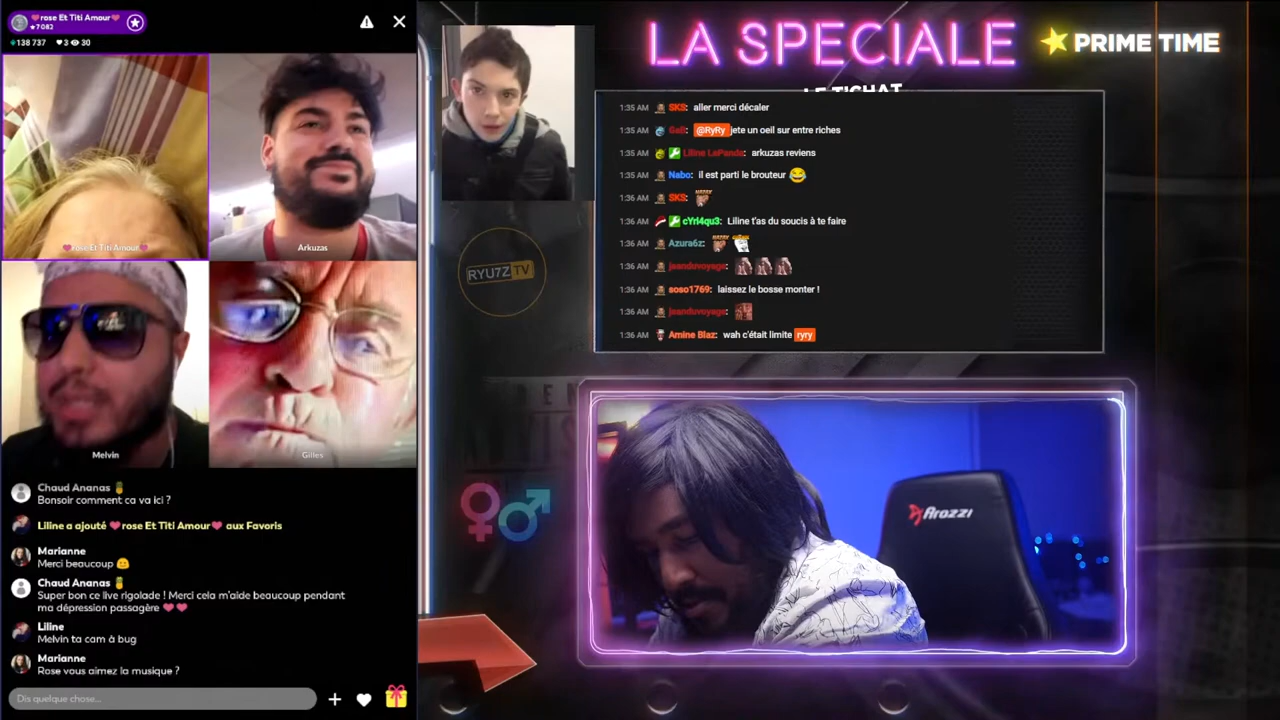 ❤rose Et Titi Amour❤
★7 082
138 737 ♥3 30
❤rose Et Titi Amour❤
Arkuzas
Melvin
Gilles
Chaud Ananas 🍍
Bonsoir comment ca va ici ?
Liline a ajouté ❤rose Et Titi Amour❤ aux Favoris
Marianne
Merci beaucoup 🤗
Chaud Ananas 🍍
Super bon ce live rigolade ! Merci cela m'aide beaucoup pendant
ma dépression passagère ❤❤
Liline
Melvin ta cam à bug
Marianne
Rose vous aimez la musique ?
Dis quelque chose...
LA SPECIALE
PRIME TIME
LE TICHAT
1:35 AM SKS: aller merci décaler
1:35 AM GaB: @RyRy jete un oeil sur entre riches
1:35 AM Liline LaPanda: arkuzas reviens
1:35 AM Nabo: il est parti le brouteur 😂
1:36 AM SKS:
1:36 AM cYrl4qu3: Liline t'as du soucis à te faire
1:36 AM Azura6z:
1:36 AM jeanduvoyage:
1:36 AM soso1769: laissez le bosse monter !
1:36 AM jeanduvoyage:
1:36 AM Amine Blaz: wah c'était limite ryry
RYU7Z TV
Arozzi